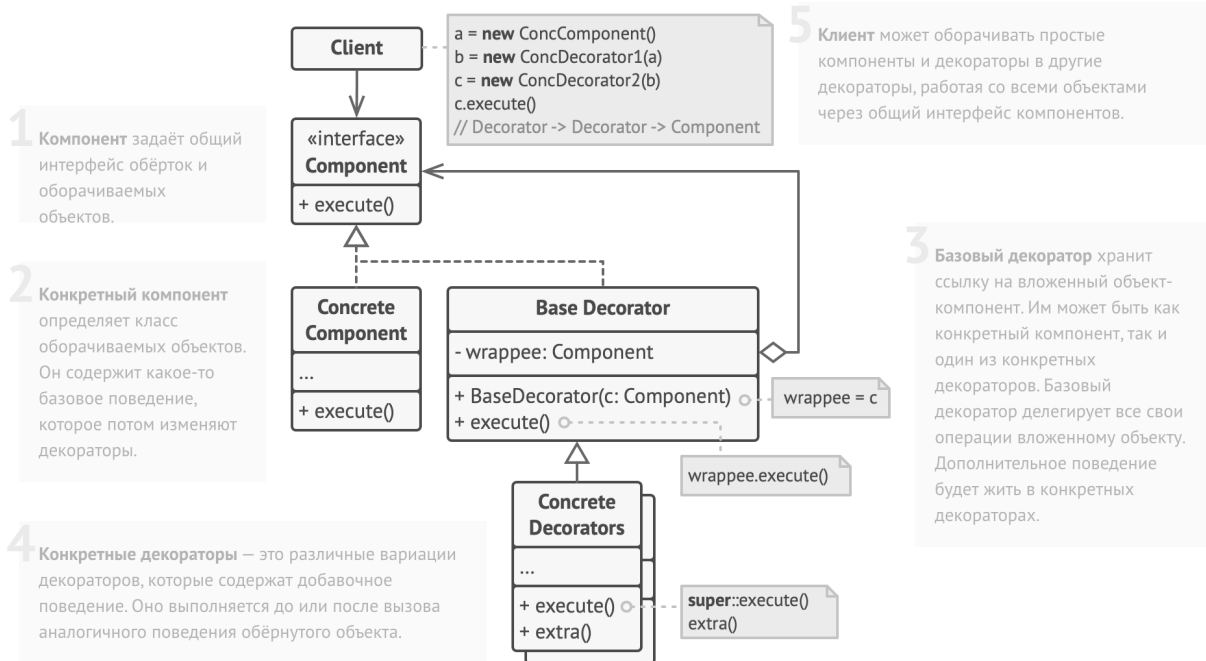 Client
a = new ConcComponent()
b = new ConcDecorator1(a)
c = new ConcDecorator2(b)
c.execute()
// Decorator -> Decorator -> Component
5
Клиент может оборачивать простые
компоненты и декораторы в другие
декораторы, работая со всеми объектами
через общий интерфейс компонентов.
1
Компонент задаёт общий
интерфейс обёрток и
оборачиваемых
объектов.
«interface»
Component
+ execute()
2
Конкретный компонент
определяет класс
оборачиваемых объектов.
Он содержит какое-то
базовое поведение,
которое потом изменяют
декораторы.
Concrete
Component
...
+ execute()
Base Decorator
- wrappee: Component
+ BaseDecorator(c: Component)
+ execute()
wrappee = c
wrappee.execute()
3
Базовый декоратор хранит
ссылку на вложенный объект-
компонент. Им может быть как
конкретный компонент, так и
один из конкретных
декораторов. Базовый
декоратор делегирует все свои
операции вложенному объекту.
Дополнительное поведение
будет жить в конкретных
декораторах.
4
Конкретные декораторы — это различные вариации
декораторов, которые содержат добавочное
поведение. Оно выполняется до или после вызова
аналогичного поведения обёрнутого объекта.
Concrete
Decorators
...
+ execute()
+ extra()
super::execute()
extra()